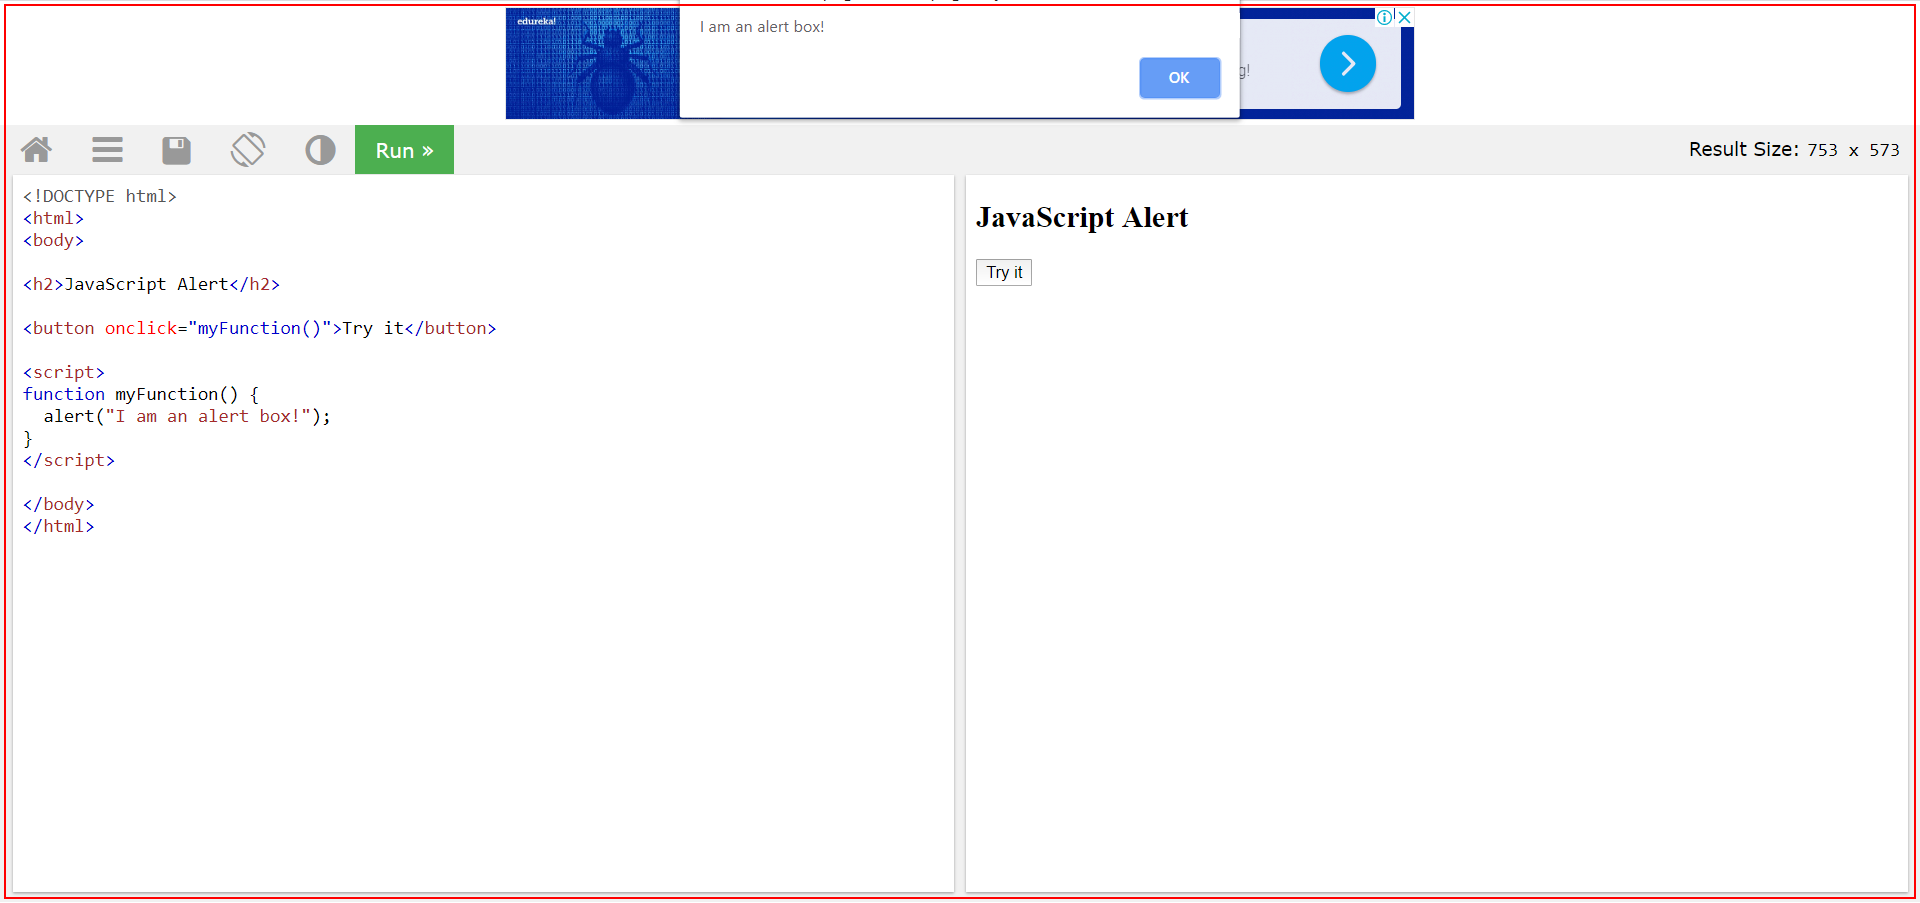 edureka!
I am an alert box!
OK
g!
Run »
Result Size: 753 x 573
<!DOCTYPE html>
<html>
<body>
<h2>JavaScript Alert</h2>
<button onclick="myFunction()">Try it</button>
<script>
function myFunction() {
  alert("I am an alert box!");
}
</script>
</body>
</html>
JavaScript Alert
Try it